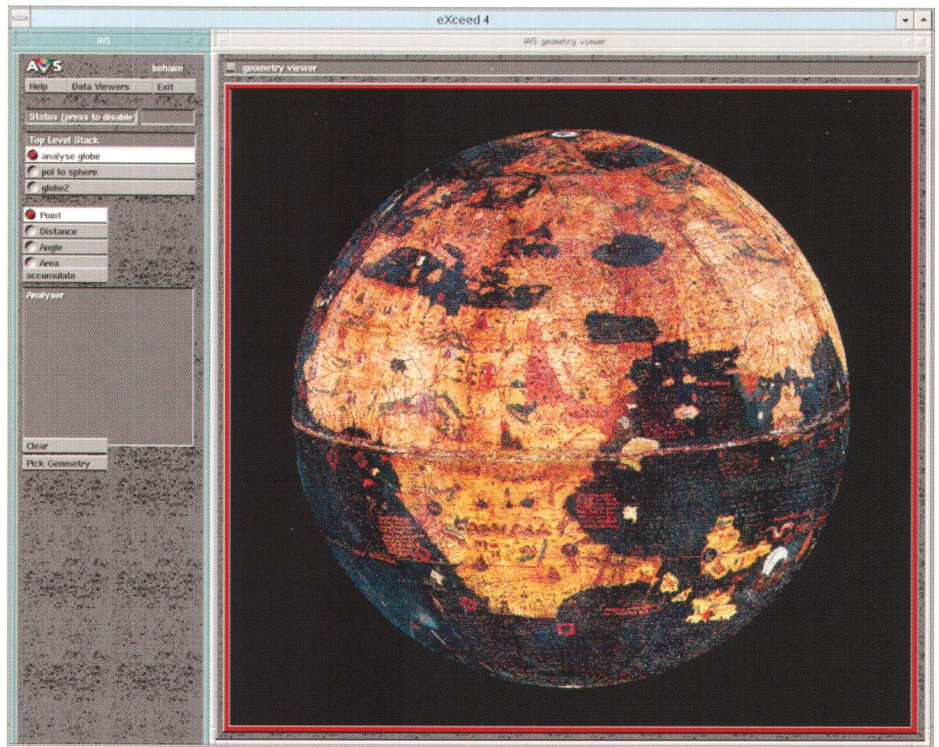 eXceed 4
AVS
AVS geometry viewer
AVS behaim
geometry viewer
Help Data Viewers Exit
Status (press to disable)
Top Level Stack
analyse globe
pol to sphere
globe2
Point
Distance
Angle
Area
accumulate
Analyser
Clear
Pick Geometry